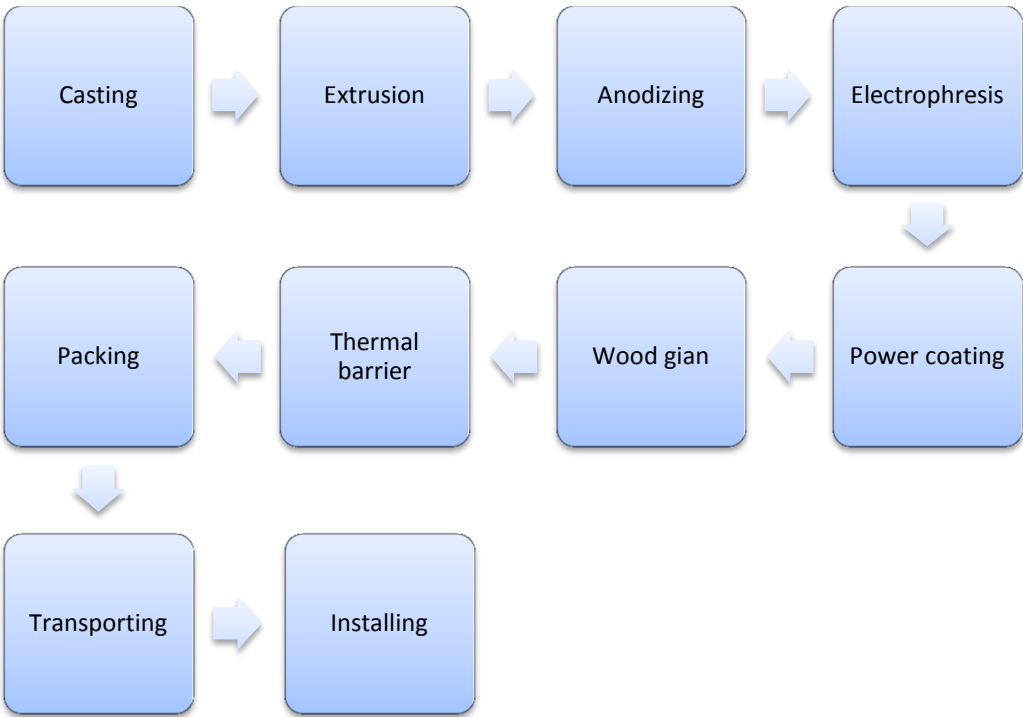 Casting
Extrusion
Anodizing
Electrophresis
Power coating
Wood gian
Thermal
barrier
Packing
Transporting
Installing